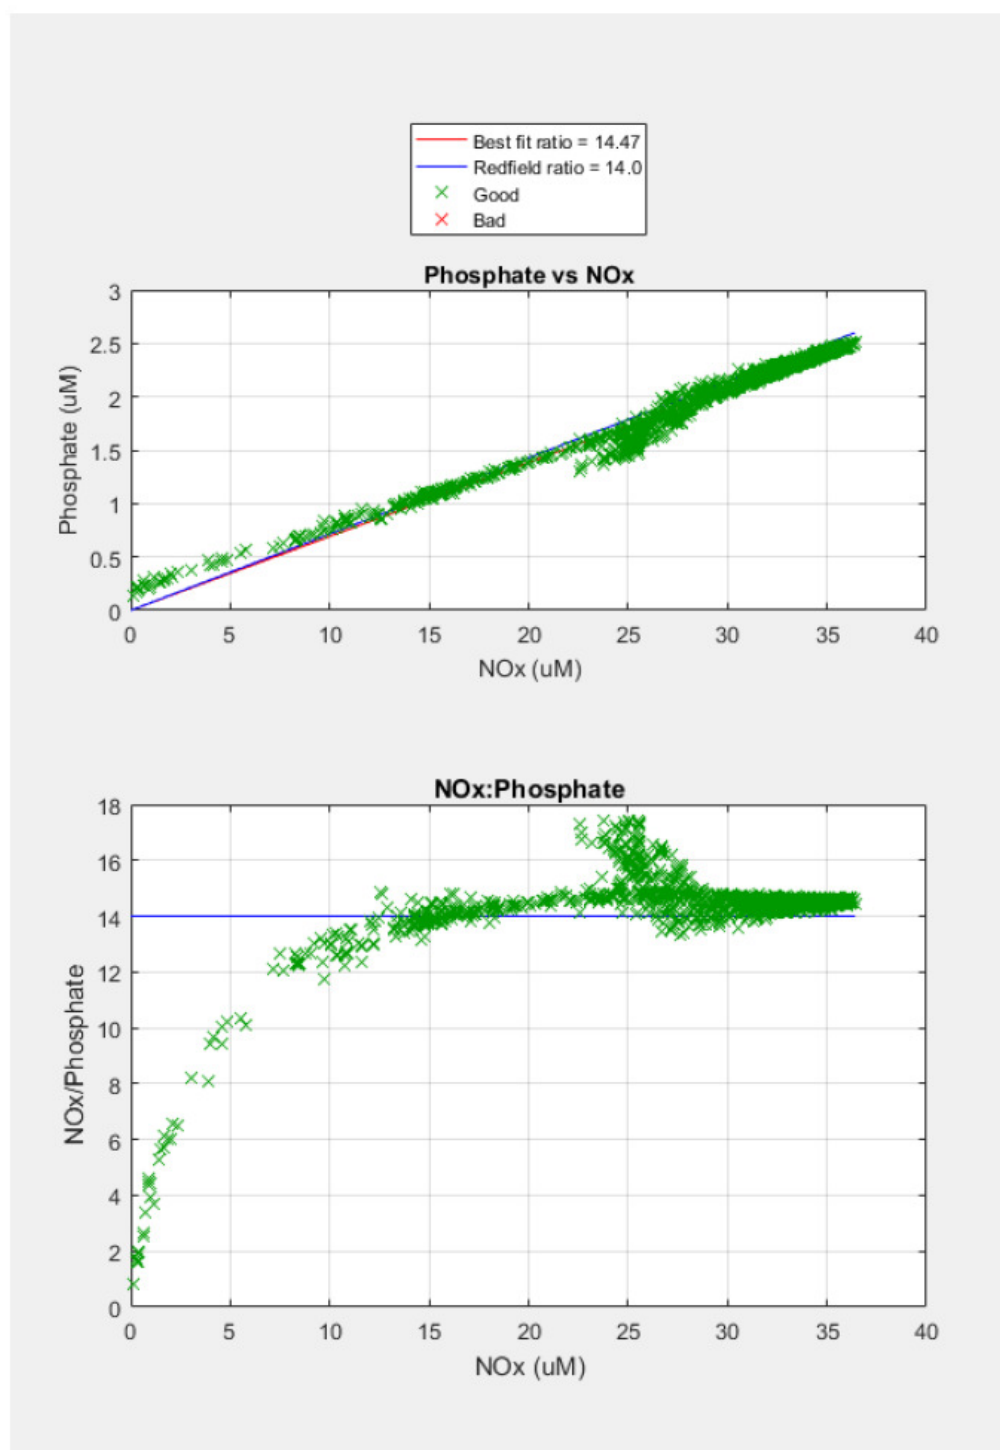 Best fit ratio = 14.47
Redfield ratio = 14.0
Good
Bad
Phosphate vs NOx
3
2.5
2
1.5
1
0.5
0
Phosphate (uM)
0 5 10 15 20 25 30 35 40
NOx (uM)
NOx:Phosphate
18
16
14
12
10
8
6
4
2
0
NOx/Phosphate
0 5 10 15 20 25 30 35 40
NOx (uM)